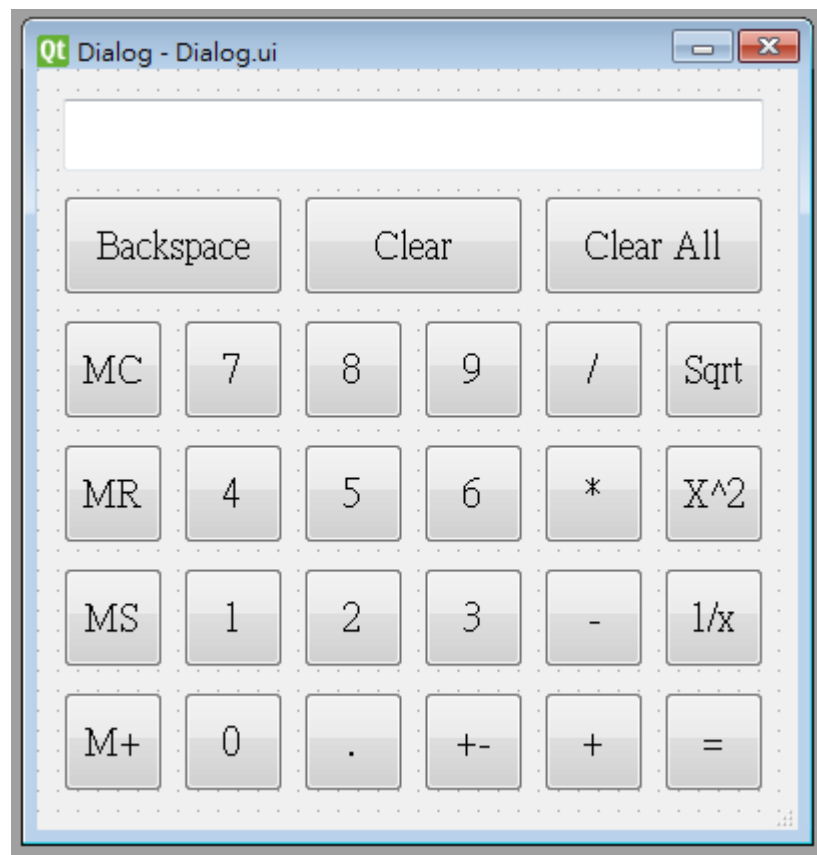 Qt Dialog - Dialog.ui
Backspace Clear Clear All
MC 7 8 9 / Sqrt
MR 4 5 6 * X^2
MS 1 2 3 - 1/x
M+ 0 . +- + =